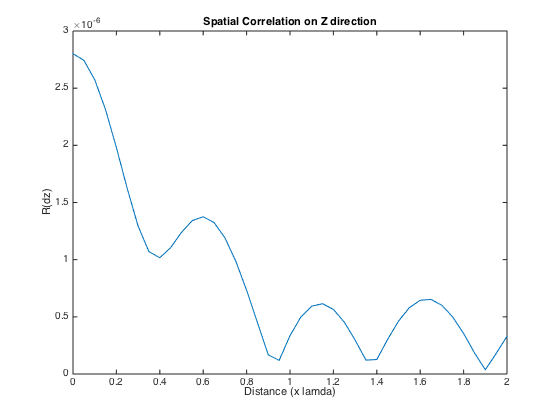 Spatial Correlation on Z direction
×10⁻⁶
3
2.5
2
1.5
1
0.5
0
R(dz)
0 0.2 0.4 0.6 0.8 1 1.2 1.4 1.6 1.8 2
Distance (x lamda)